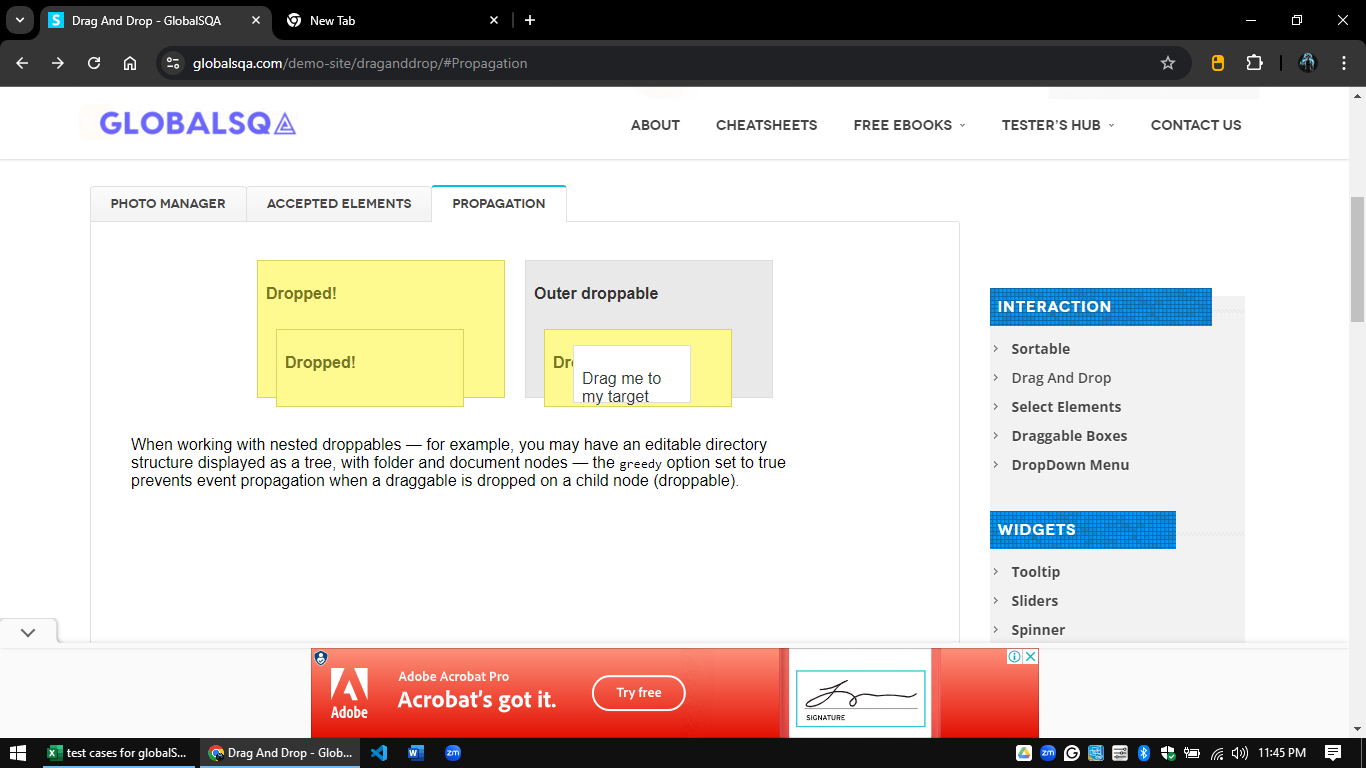 Drag And Drop - GlobalSQA
New Tab
globalsqa.com/demo-site/draganddrop/#Propagation
GLOBALSQA
ABOUT
CHEATSHEETS
FREE EBOOKS
TESTER'S HUB
CONTACT US
PHOTO MANAGER
ACCEPTED ELEMENTS
PROPAGATION
Dropped!
Dropped!
Outer droppable
Drag me to
my target
When working with nested droppables — for example, you may have an editable directory
structure displayed as a tree, with folder and document nodes — the greedy option set to true
prevents event propagation when a draggable is dropped on a child node (droppable).
INTERACTION
Sortable
Drag And Drop
Select Elements
Draggable Boxes
DropDown Menu
WIDGETS
Tooltip
Sliders
Spinner
Adobe
Adobe Acrobat Pro
Acrobat's got it.
Try free
SIGNATURE
test cases for globalS...
Drag And Drop - Glob...
zm
zm
11:45 PM